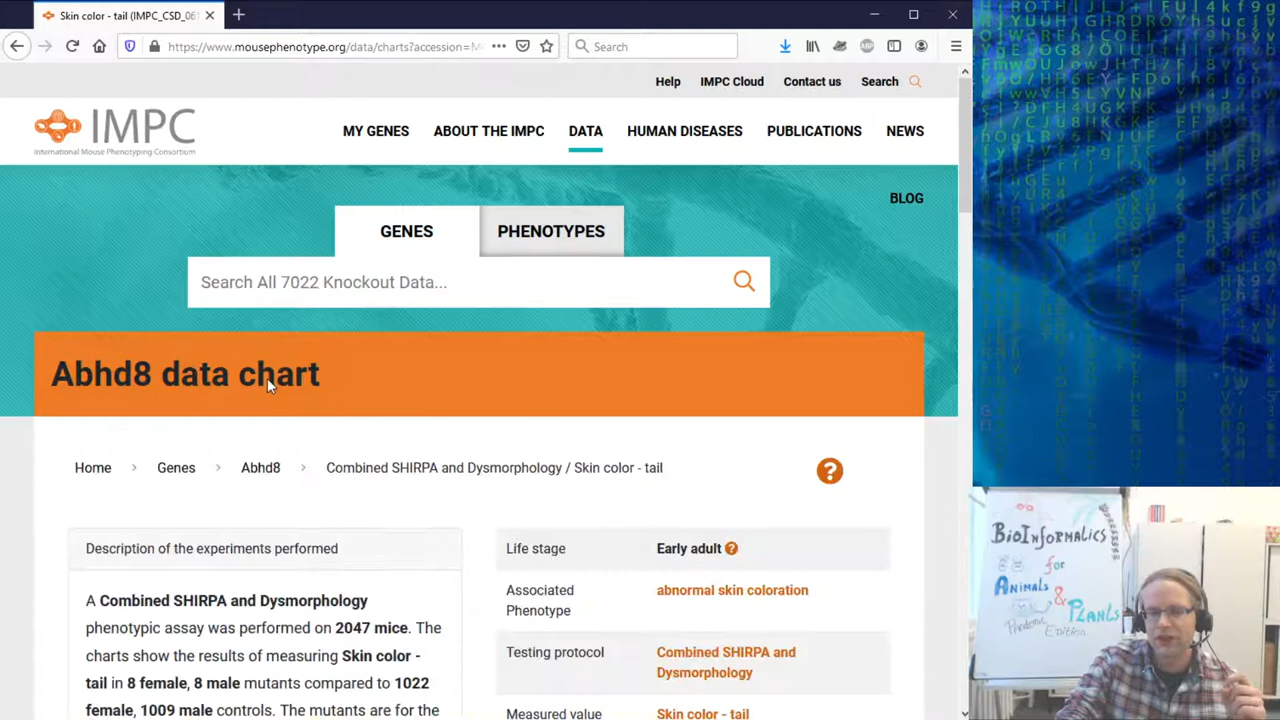 Skin color - tail (IMPC_CSD_061
https://www.mousephenotype.org/data/charts?accession=M
Search
Help IMPC Cloud Contact us Search
IMPC
International Mouse Phenotyping Consortium
MY GENES ABOUT THE IMPC DATA HUMAN DISEASES PUBLICATIONS NEWS
BLOG
GENES PHENOTYPES
Search All 7022 Knockout Data...
Abhd8 data chart
Home > Genes > Abhd8 > Combined SHIRPA and Dysmorphology / Skin color - tail
?
Description of the experiments performed
A Combined SHIRPA and Dysmorphology
phenotypic assay was performed on 2047 mice. The
charts show the results of measuring Skin color -
tail in 8 female, 8 male mutants compared to 1022
female, 1009 male controls. The mutants are for the
Life stage Early adult ?
Associated
Phenotype
abnormal skin coloration
Testing protocol
Combined SHIRPA and
Dysmorphology
Measured value Skin color - tail
BioInformatics
for
Animals
& Plants
Pandemic
Edition